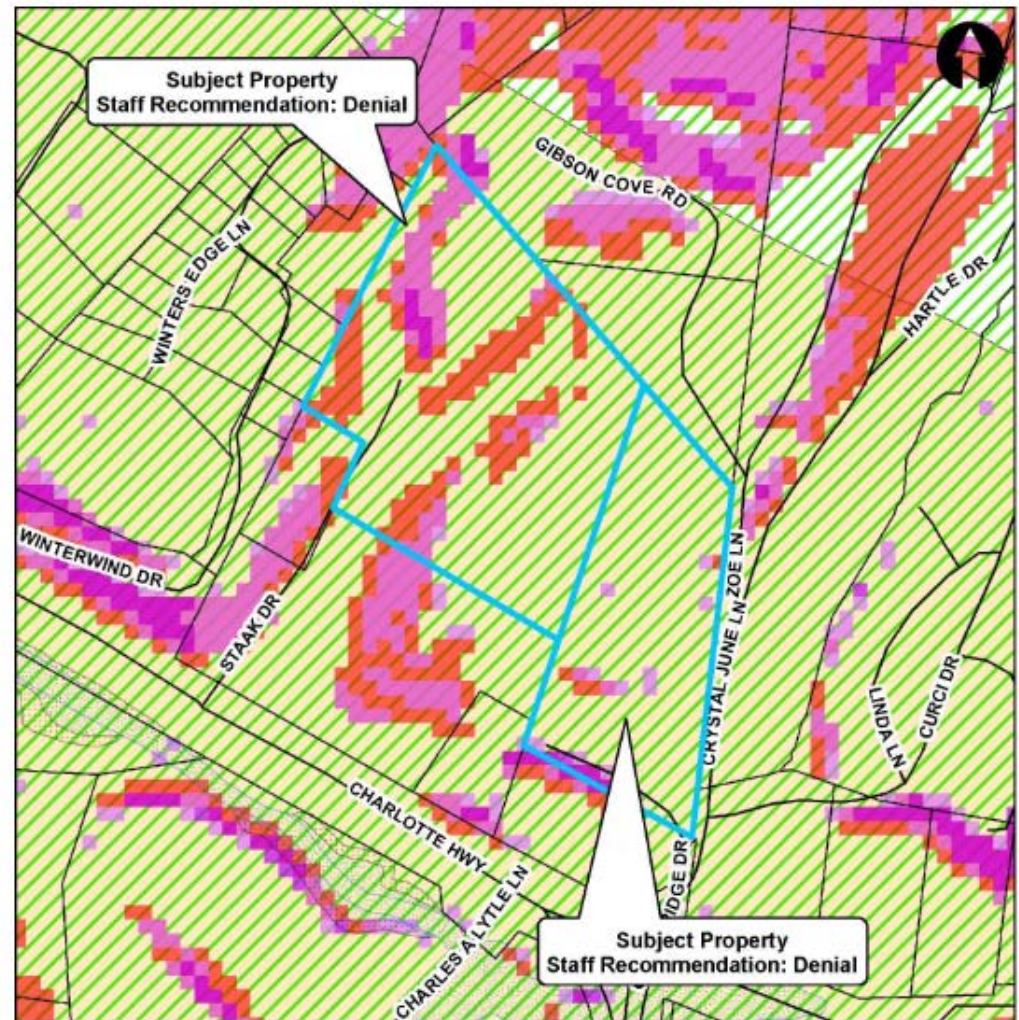 Subject Property
Staff Recommendation: Denial
GIBSON COVE RD
WINTERS EDGE LN
HARTLE DR
WINTERWIND DR
STAAK DR
ZOE LN
CRYSTAL JUNE LN
LINDA LN
CURCI DR
CHARLOTTE HWY
CHARLES A LYTLE LN
IDGE DR
Subject Property
Staff Recommendation: Denial